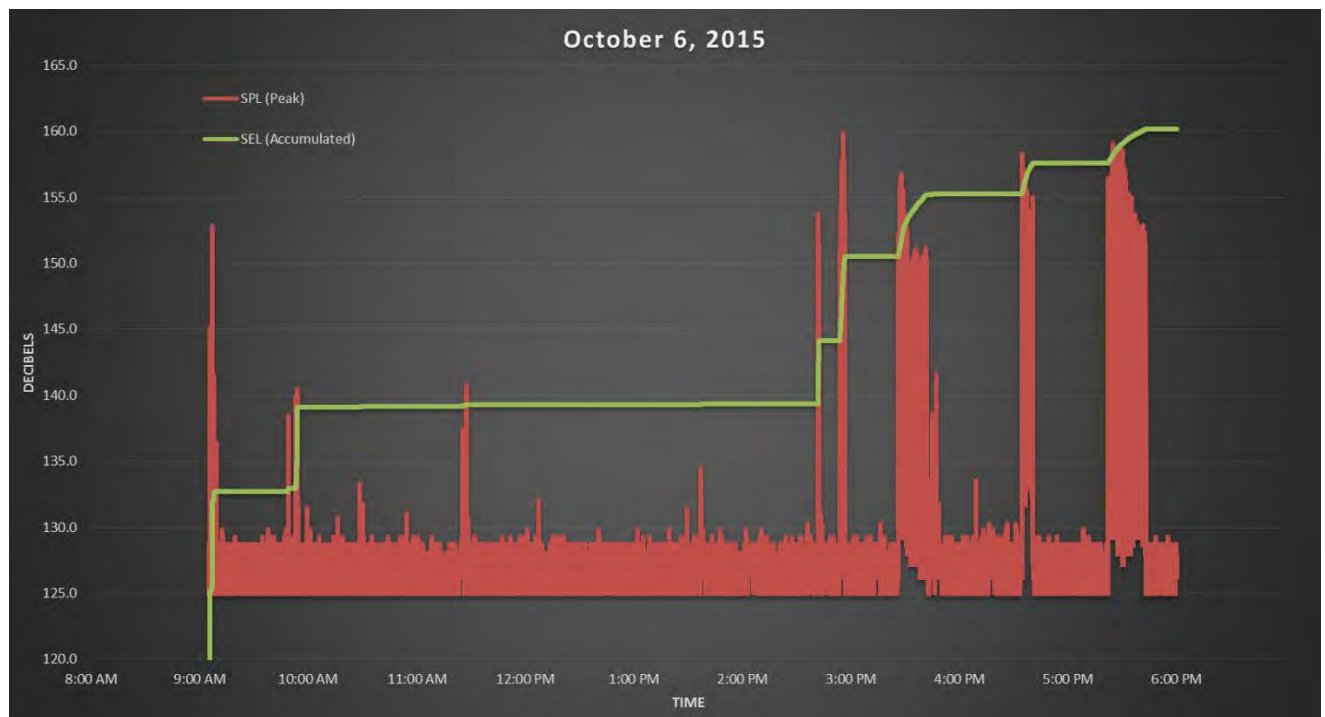 October 6, 2015
165.0
SPL (Peak)
SEL (Accumulated)
160.0
155.0
150.0
145.0
140.0
135.0
130.0
125.0
120.0
DECIBELS
8:00 AM 9:00 AM 10:00 AM 11:00 AM 12:00 PM 1:00 PM 2:00 PM 3:00 PM 4:00 PM 5:00 PM 6:00 PM
TIME